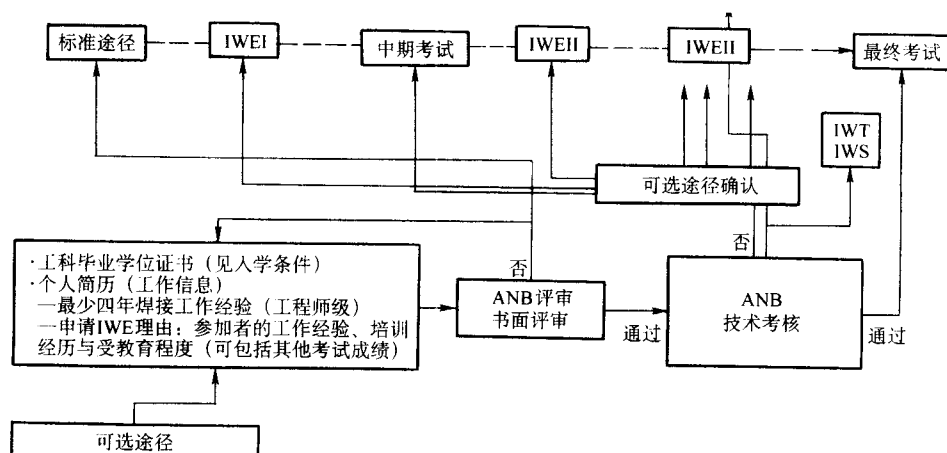 标准途径
IWEI
中期考试
IWEII
IWEII
最终考试
IWT
IWS
可选途径确认
·工科毕业学位证书（见入学条件）
·个人简历（工作信息）
—最少四年焊接工作经验（工程师级）
—申请IWE理由：参加者的工作经验、培训
经历与受教育程度（可包括其他考试成绩）
否
ANB评审
书面评审
通过
否
ANB
技术考核
通过
可选途径